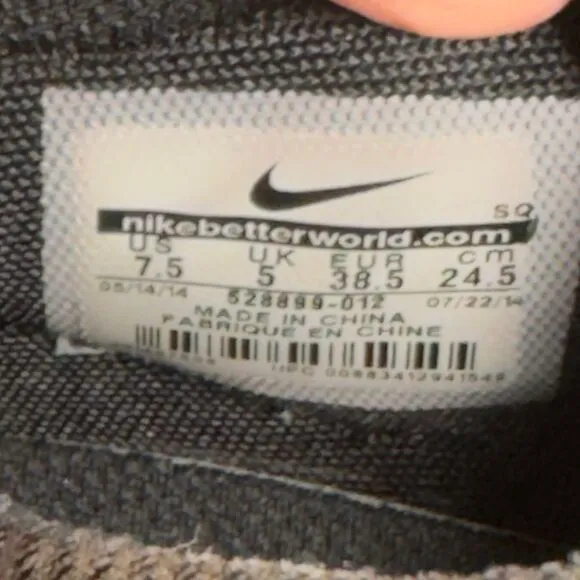 SQ
nikebetterworld.com
US UK EUR cm
7.5 5 38.5 24.5
05/14/14 528899-012 07/22/14
MADE IN CHINA
FABRIQUE EN CHINE
UPC